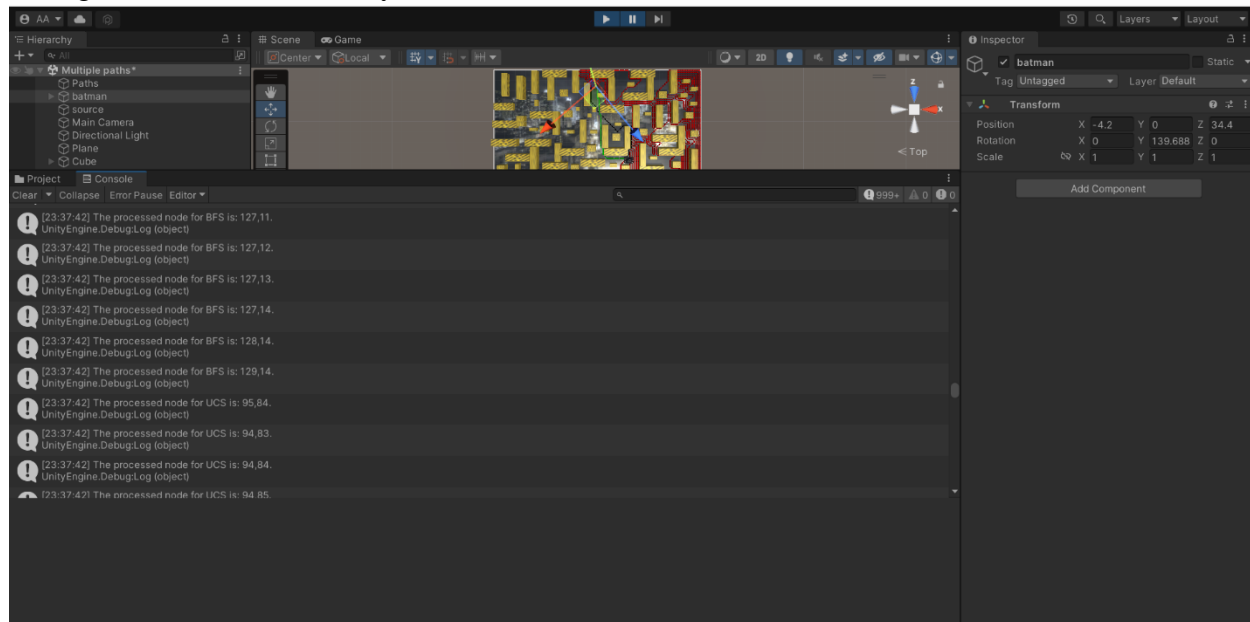 AA
Layers
Layout
Hierarchy
Scene
Game
Inspector
All
Center
Local
2D
batman
Static
Multiple paths*
Tag Untagged
Layer Default
Paths
batman
source
Main Camera
Directional Light
Plane
Cube
z
x
Top
Transform
Position X -4.2 Y 0 Z 34.4
Rotation X 0 Y 139.688 Z 0
Scale X 1 Y 1 Z 1
Add Component
Project
Console
Clear Collapse Error Pause Editor
999+ 0 0
[23:37:42] The processed node for BFS is: 127,11.
UnityEngine.Debug:Log (object)
[23:37:42] The processed node for BFS is: 127,12.
UnityEngine.Debug:Log (object)
[23:37:42] The processed node for BFS is: 127,13.
UnityEngine.Debug:Log (object)
[23:37:42] The processed node for BFS is: 127,14.
UnityEngine.Debug:Log (object)
[23:37:42] The processed node for BFS is: 128,14.
UnityEngine.Debug:Log (object)
[23:37:42] The processed node for BFS is: 129,14.
UnityEngine.Debug:Log (object)
[23:37:42] The processed node for UCS is: 95,84.
UnityEngine.Debug:Log (object)
[23:37:42] The processed node for UCS is: 94,83.
UnityEngine.Debug:Log (object)
[23:37:42] The processed node for UCS is: 94,84.
UnityEngine.Debug:Log (object)
[23:37:42] The processed node for UCS is: 94,85.